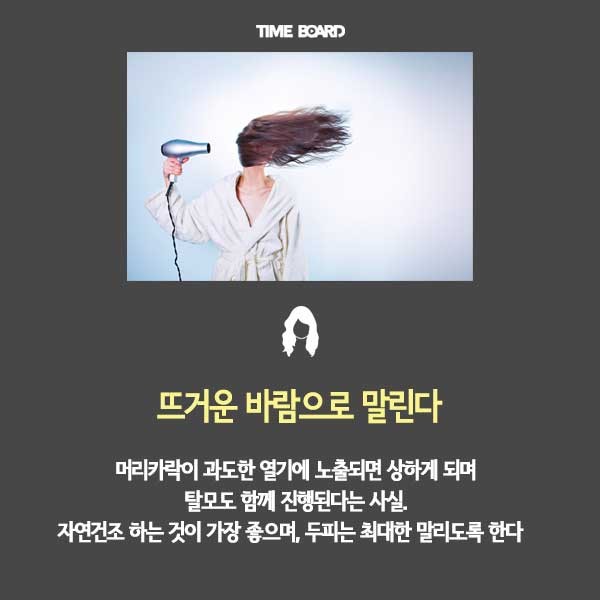 TIME BOARD
뜨거운 바람으로 말린다
머리카락이 과도한 열기에 노출되면 상하게 되며
탈모도 함께 진행된다는 사실.
자연건조 하는 것이 가장 좋으며, 두피는 최대한 말리도록 한다